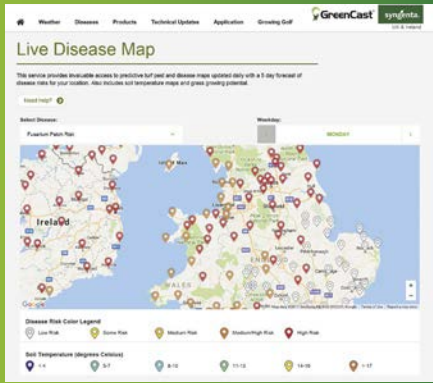 Weather Diseases Products Technical Updates Application Growing Golf
GreenCast
syngenta.
UK & Ireland
Live Disease Map
This service provides invaluable access to predictive turf pest and disease maps updated daily with a 5 day forecast of
disease risks for your location. Also includes soil temperature maps and grass growing potential.
Need help?
Select Disease: Weekday:
Fusarium Patch Risk MONDAY
Isle of Man
Ireland
WALES
Google
Disease Risk Color Legend
Low Risk Some Risk Medium Risk Medium/High Risk High Risk
Soil Temperature (degrees Celsius)
< 4 5-7 8-10 11-13 14-16 > 17